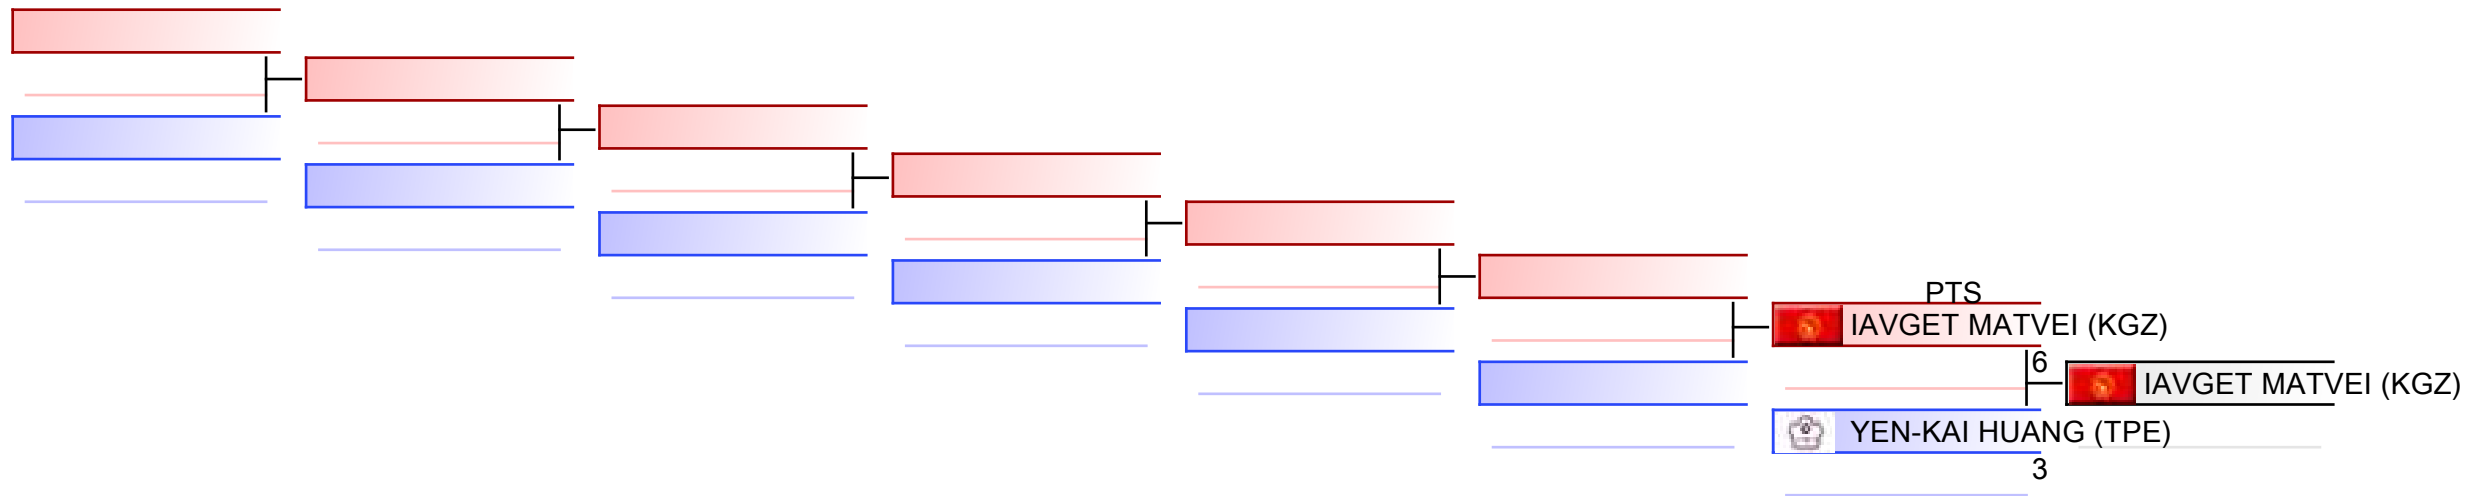 PTS
IAVGET MATVEI (KGZ)
6
IAVGET MATVEI (KGZ)
YEN-KAI HUANG (TPE)
3